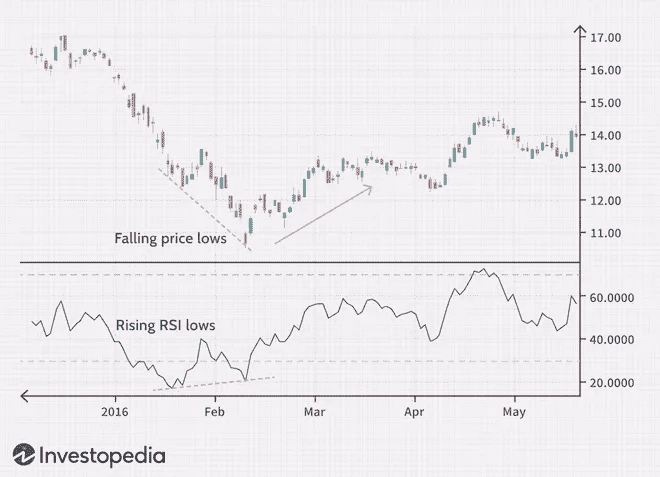 17.00
16.00
15.00
14.00
13.00
12.00
11.00
Falling price lows
60.0000
Rising RSI lows
40.0000
20.0000
2016 Feb Mar Apr May
Investopedia